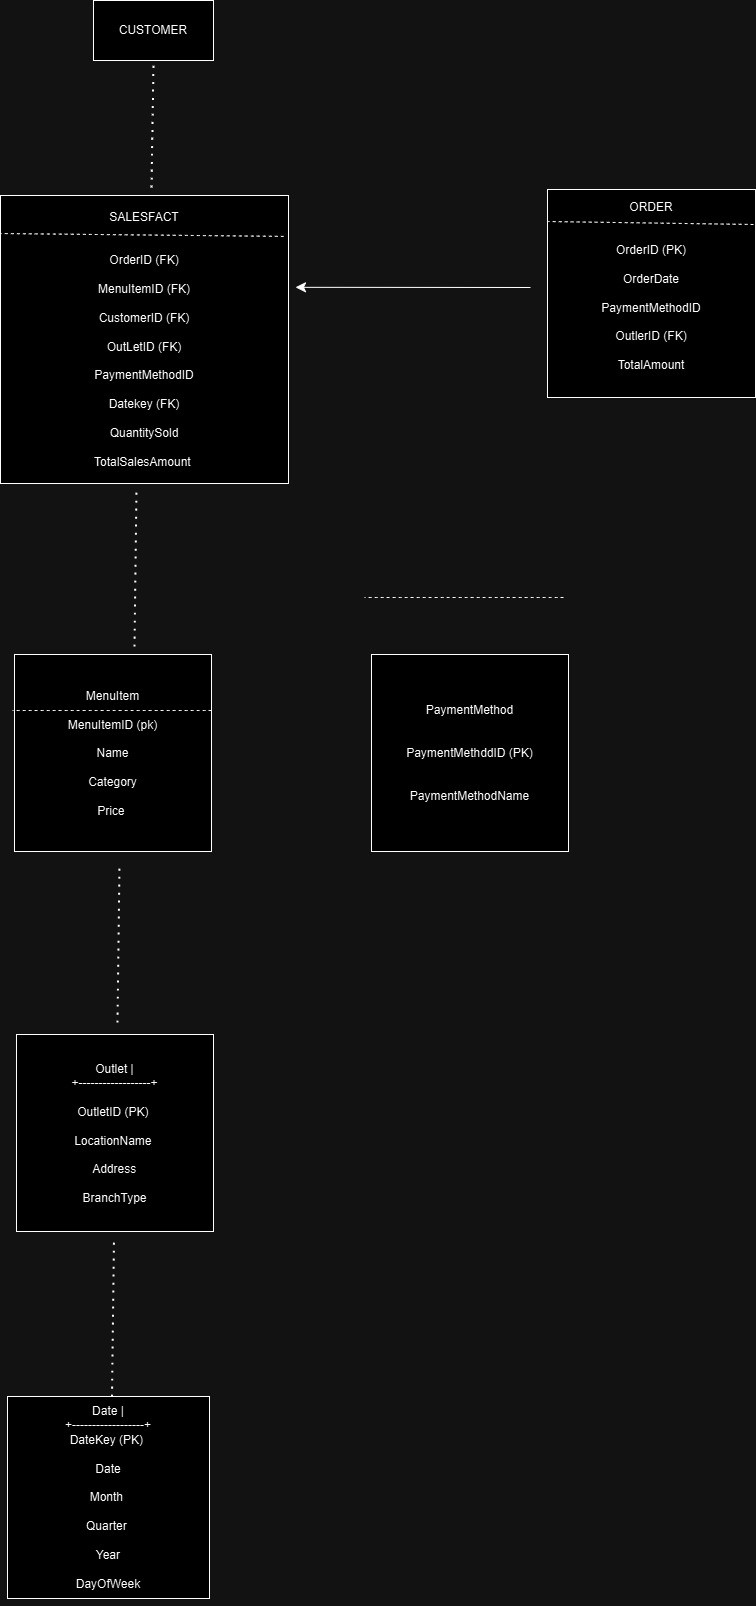 CUSTOMER
SALESFACT
OrderID (FK)
MenuItemID (FK)
CustomerID (FK)
OutLetID (FK)
PaymentMethodID
Datekey (FK)
QuantitySold
TotalSalesAmount
ORDER
OrderID (PK)
OrderDate
PaymentMethodID
OutlerID (FK)
TotalAmount
MenuItem
MenuItemID (pk)
Name
Category
Price
PaymentMethod
PaymentMethddID (PK)
PaymentMethodName
Outlet |
+------------------+
OutletID (PK)
LocationName
Address
BranchType
Date |
+------------------+
DateKey (PK)
Date
Month
Quarter
Year
DayOfWeek